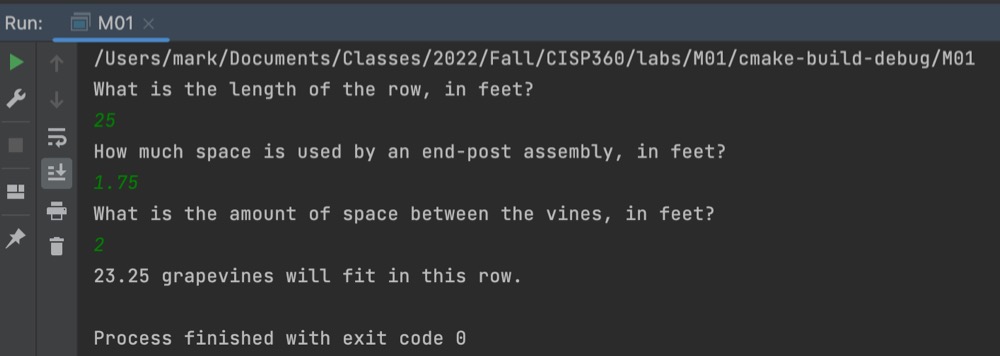 Run: M01
/Users/mark/Documents/Classes/2022/Fall/CISP360/labs/M01/cmake-build-debug/M01
What is the length of the row, in feet?
25
How much space is used by an end-post assembly, in feet?
1.75
What is the amount of space between the vines, in feet?
2
23.25 grapevines will fit in this row.
Process finished with exit code 0